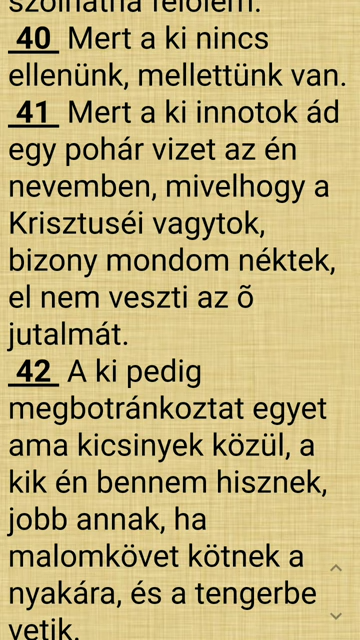 szólhatna felőlem.
40 Mert a ki nincs
ellenünk, mellettünk van.
41 Mert a ki innotok ád
egy pohár vizet az én
nevemben, mivelhogy a
Krisztuséi vagytok,
bizony mondom néktek,
el nem veszti az õ
jutalmát.
42 A ki pedig
megbotránkoztat egyet
ama kicsinyek közül, a
kik én bennem hisznek,
jobb annak, ha
malomkövet kötnek a
nyakára, és a tengerbe
vetik.